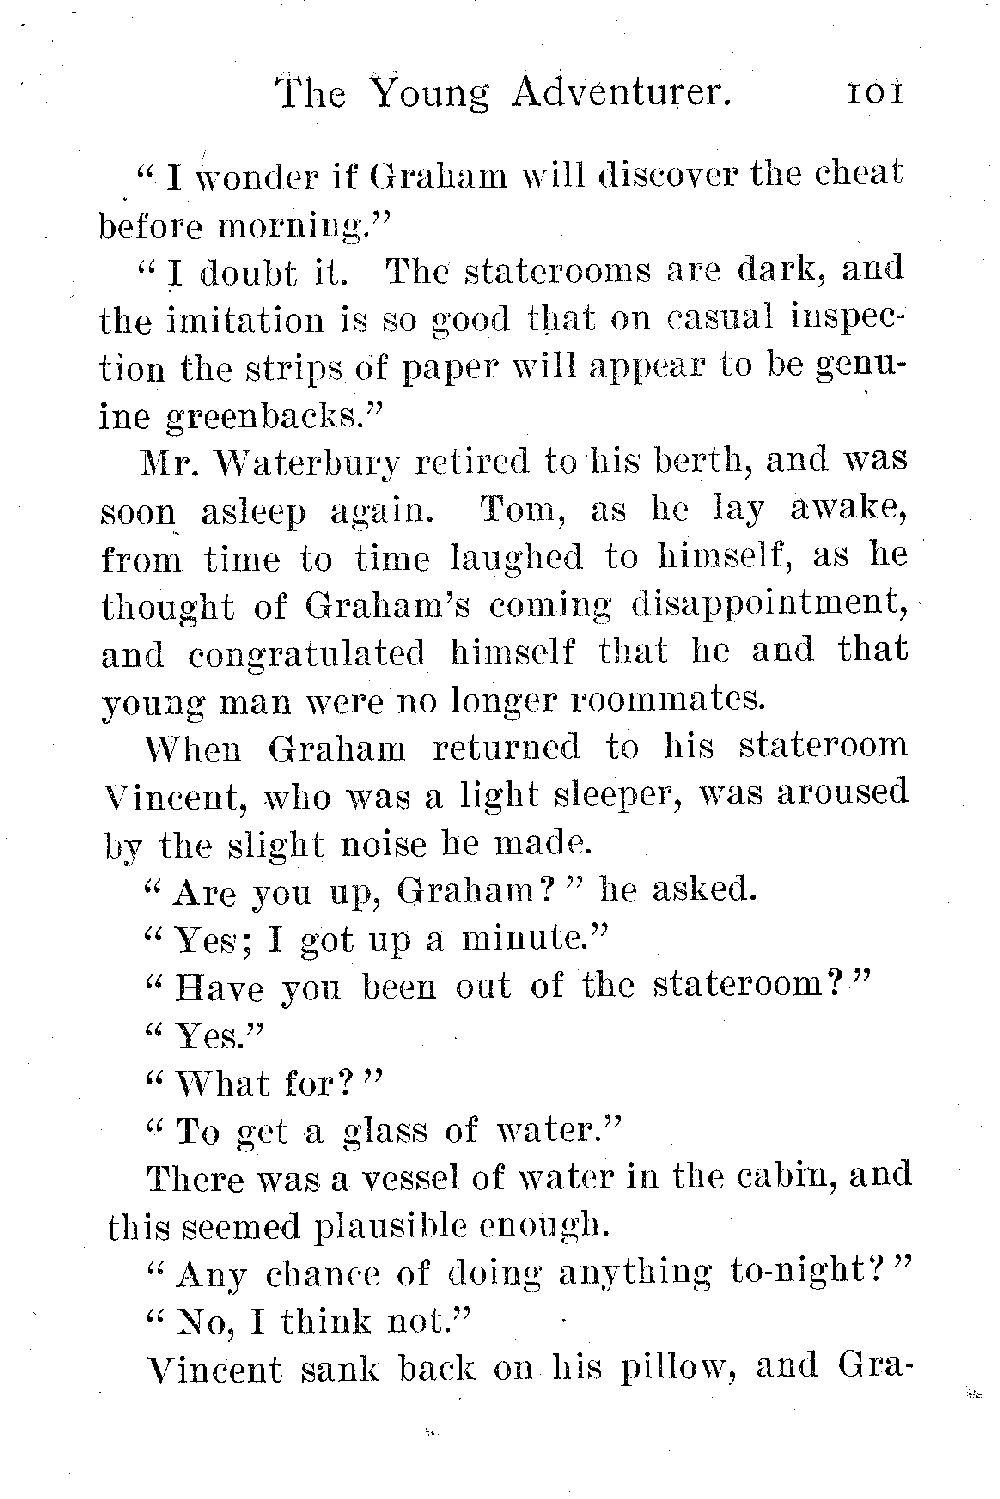 The Young Adventurer. 101
“ I wonder if Graham will discover the cheat
before morning.”
“ I doubt it. The staterooms are dark, and
the imitation is so good that on casual inspec-
tion the strips of paper will appear to be genu-
ine greenbacks.”
Mr. Waterbury retired to his berth, and was
soon asleep again. Tom, as he lay awake,
from time to time laughed to himself, as he
thought of Graham’s coming disappointment,
and congratulated himself that he and that
young man were no longer roommates.
When Graham returned to his stateroom
Vincent, who was a light sleeper, was aroused
by the slight noise he made.
“ Are you up, Graham? ” he asked.
“ Yes; I got up a minute.”
“ Have you been out of the stateroom? ”
“ Yes.”
“ What for? ”
“ To get a glass of water.”
There was a vessel of water in the cabin, and
this seemed plausible enough.
“ Any chance of doing anything to-night? ”
“ No, I think not.”
Vincent sank back on his pillow, and Gra-